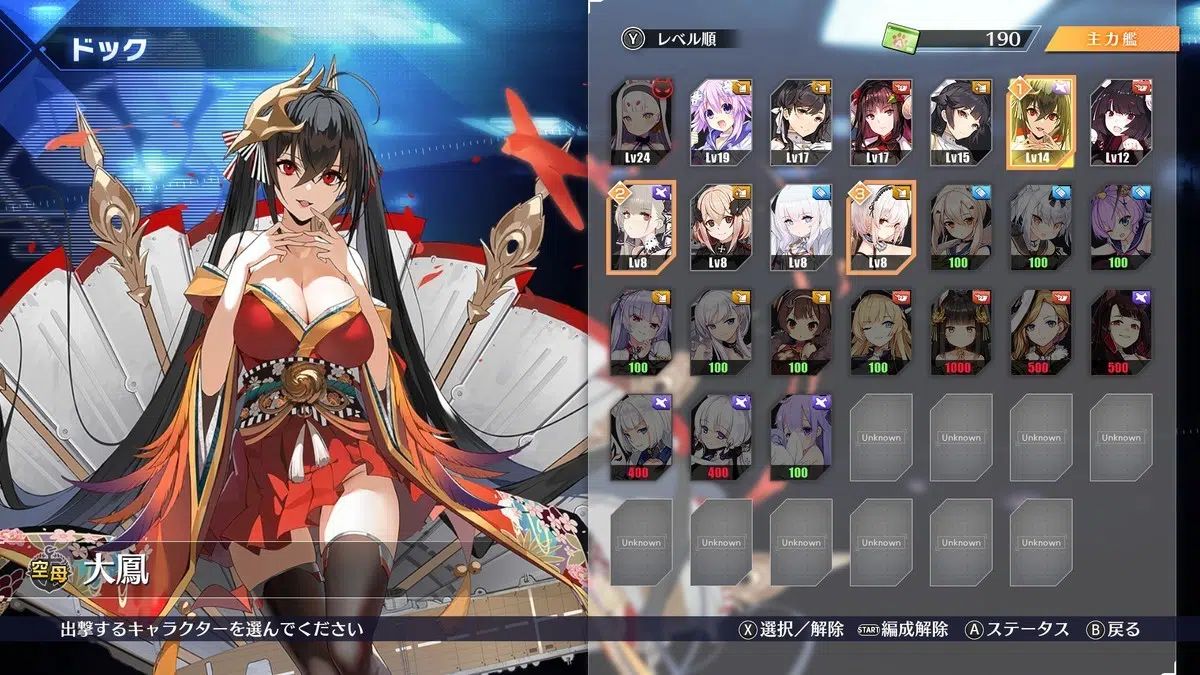 ドック
Y レベル順
190
主力艦
1
Lv24 Lv19 Lv17 Lv17 Lv15 Lv14 Lv12
2 3
Lv8 Lv8 Lv8 Lv8 100 100 100
100 100 100 100 1000 500 500
400 400 100 Unknown Unknown Unknown Unknown
Unknown Unknown Unknown Unknown Unknown Unknown
空母 大鳳
出撃するキャラクターを選んでください
X 選択/解除 START 編成解除 A ステータス B 戻る